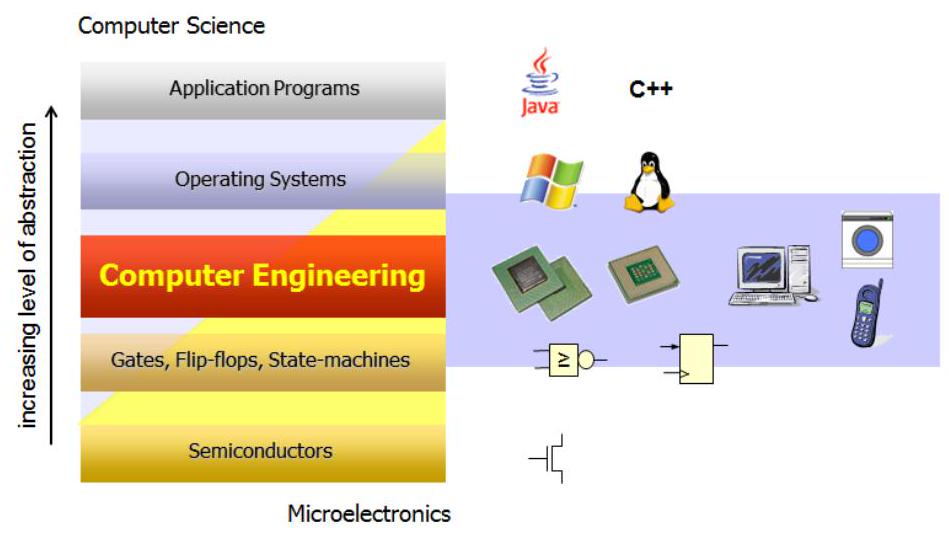 Computer Science
Application Programs
Java
C++
increasing level of abstraction
Operating Systems
Computer Engineering
Gates, Flip-flops, State-machines
≥
Semiconductors
Microelectronics